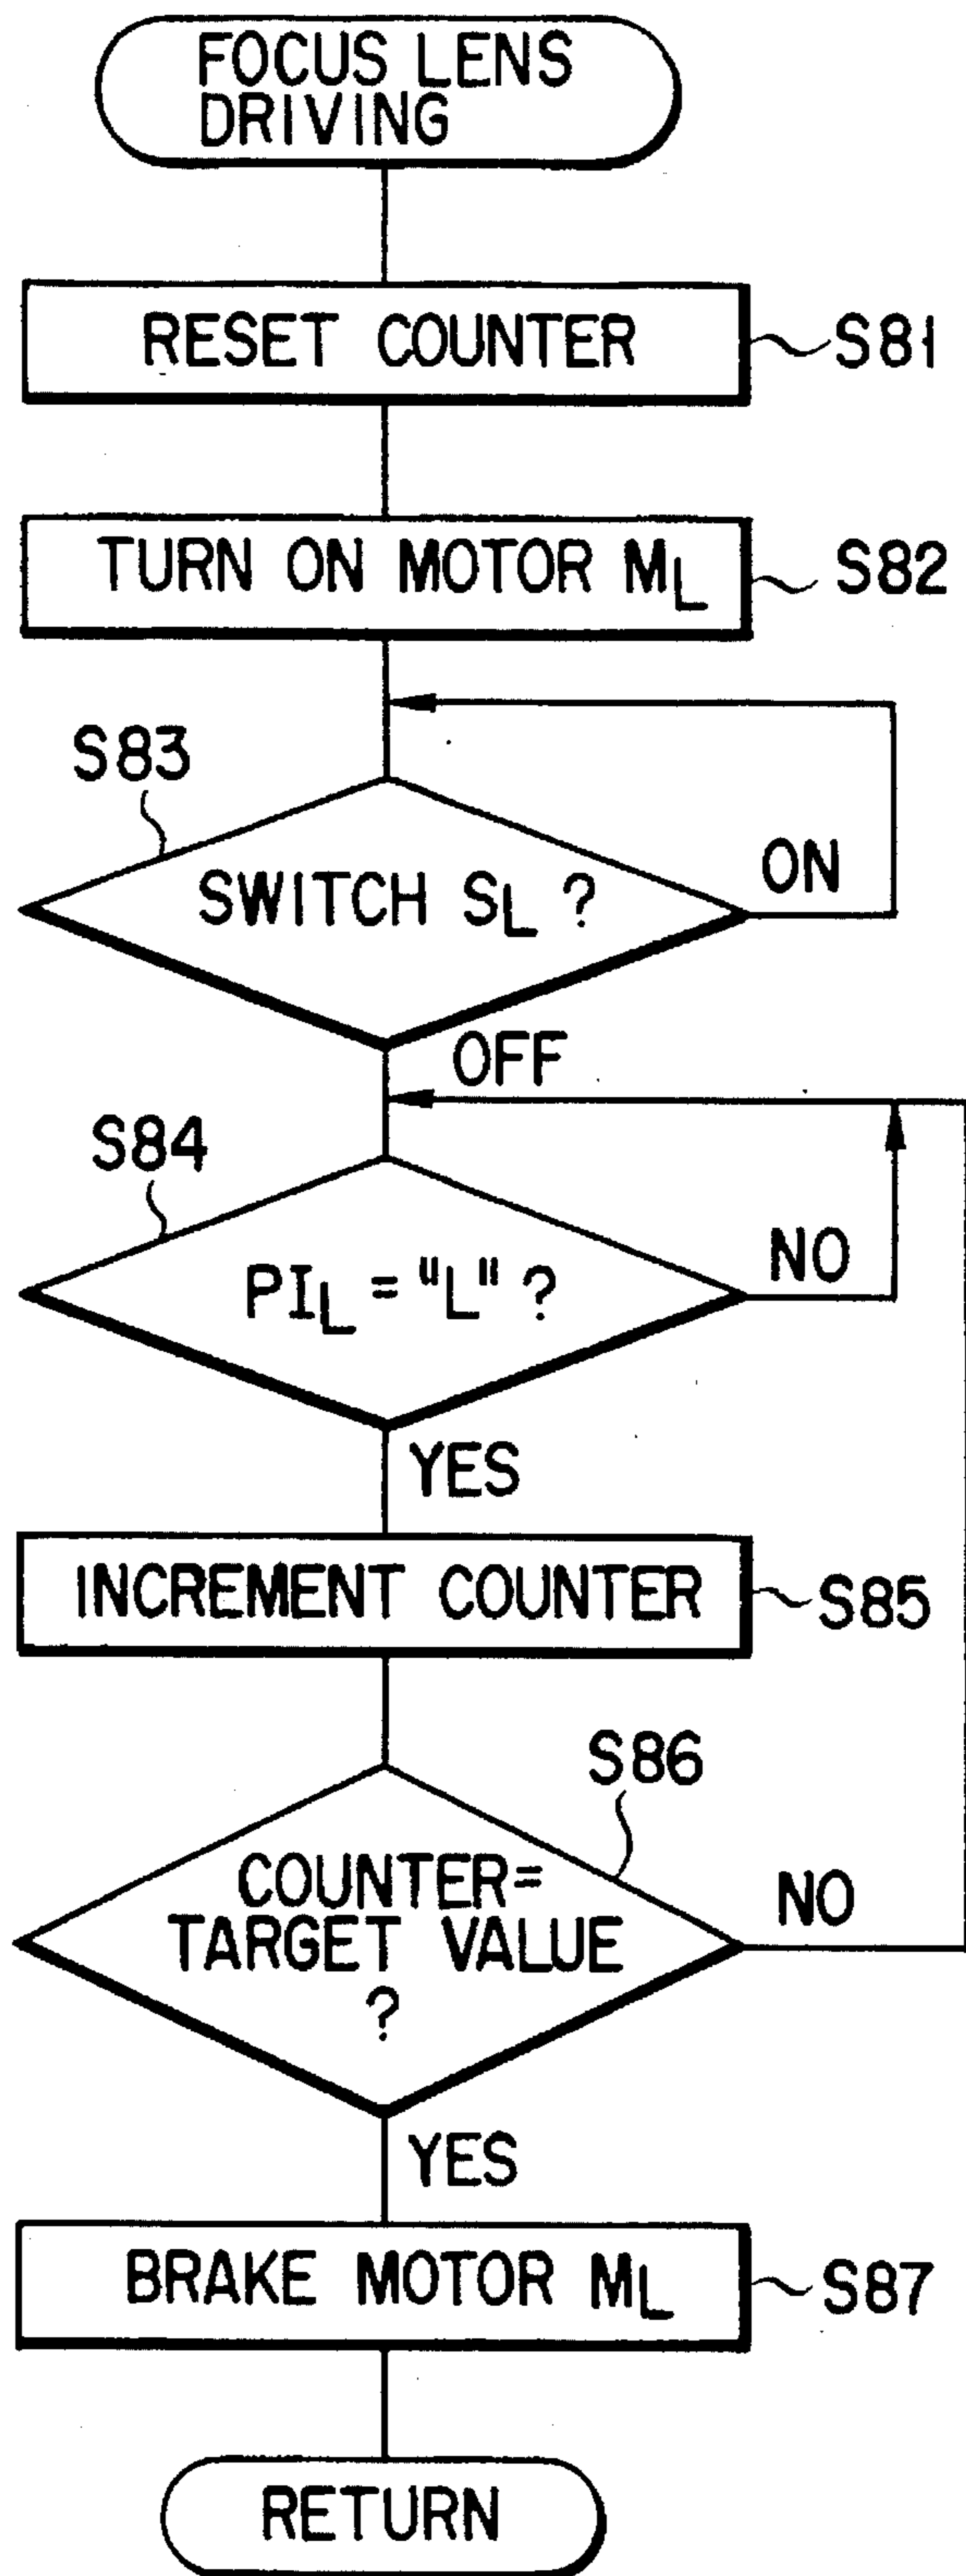 FOCUS LENS
DRIVING
RESET COUNTER
S81
TURN ON MOTOR ML
S82
S83
SWITCH SL ?
ON
OFF
S84
PIL = "L" ?
NO
YES
INCREMENT COUNTER
S85
S86
COUNTER=
TARGET VALUE
?
NO
YES
BRAKE MOTOR ML
S87
RETURN